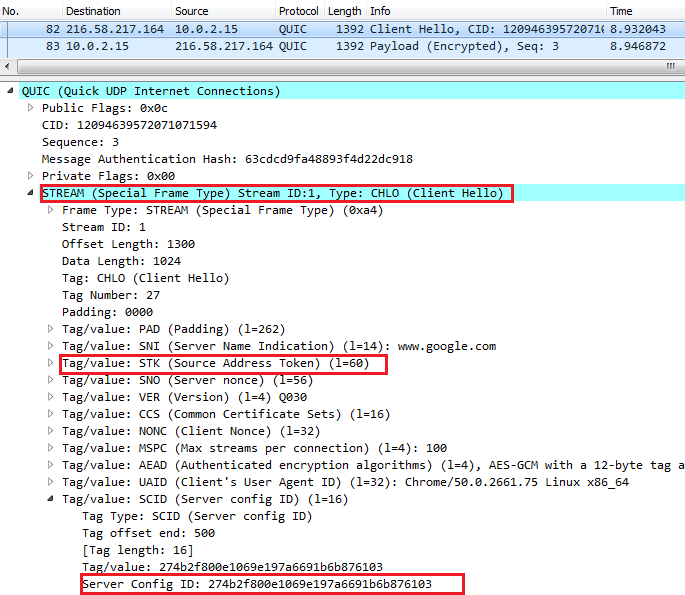 No. Destination Source Protocol Length Info Time
82 216.58.217.164 10.0.2.15 QUIC 1392 Client Hello, CID: 12094639572071 8.932043
83 10.0.2.15 216.58.217.164 QUIC 1392 Payload (Encrypted), Seq: 3 8.946872
QUIC (Quick UDP Internet Connections)
Public Flags: 0x0c
CID: 12094639572071071594
Sequence: 3
Message Authentication Hash: 63cdcd9fa48893f4d22dc918
Private Flags: 0x00
STREAM (Special Frame Type) Stream ID:1, Type: CHLO (Client Hello)
Frame Type: STREAM (Special Frame Type) (0xa4)
Stream ID: 1
Offset Length: 1300
Data Length: 1024
Tag: CHLO (Client Hello)
Tag Number: 27
Padding: 0000
Tag/value: PAD (Padding) (l=262)
Tag/value: SNI (Server Name Indication) (l=14): www.google.com
Tag/value: STK (Source Address Token) (l=60)
Tag/value: SNO (Server nonce) (l=56)
Tag/value: VER (Version) (l=4) Q030
Tag/value: CCS (Common Certificate Sets) (l=16)
Tag/value: NONC (Client Nonce) (l=32)
Tag/value: MSPC (Max streams per connection) (l=4): 100
Tag/value: AEAD (Authenticated encryption algorithms) (l=4), AES-GCM with a 12-byte tag a
Tag/value: UAID (Client's User Agent ID) (l=32): Chrome/50.0.2661.75 Linux x86_64
Tag/value: SCID (Server config ID) (l=16)
Tag Type: SCID (Server config ID)
Tag offset end: 500
[Tag length: 16]
Tag/value: 274b2f800e1069e197a6691b6b876103
Server Config ID: 274b2f800e1069e197a6691b6b876103